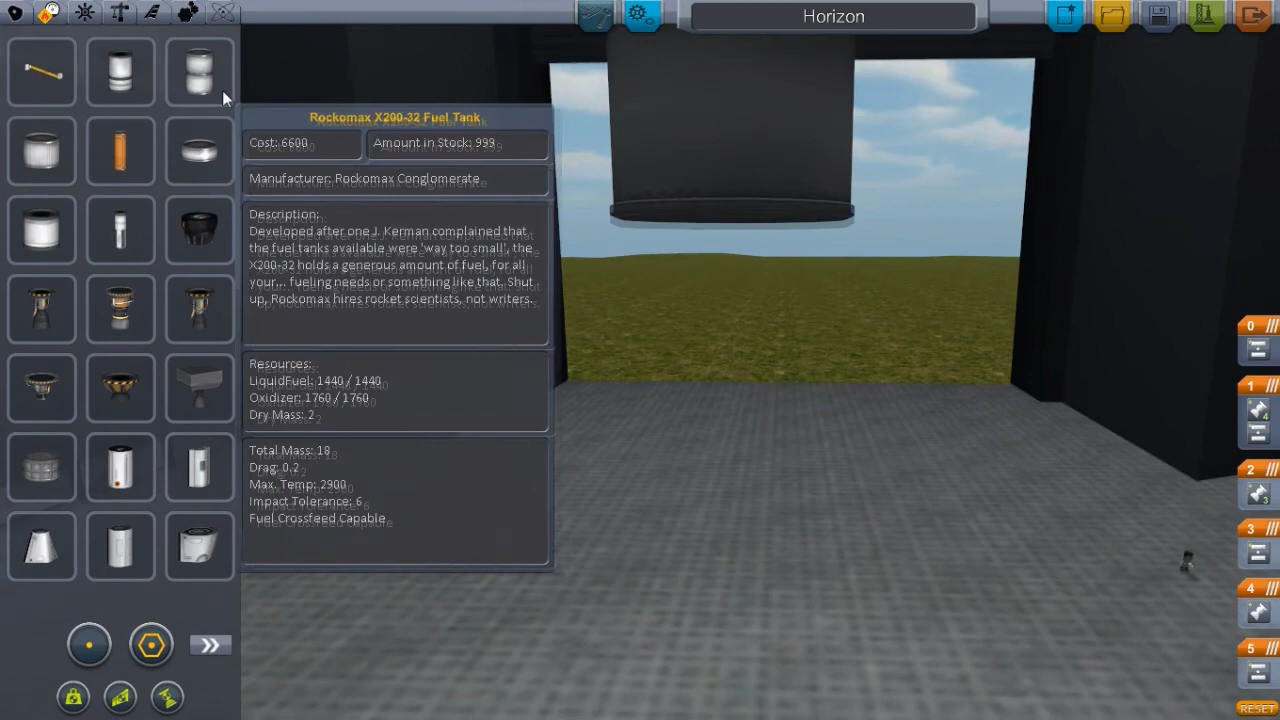 Horizon
Rockomax X200-32 Fuel Tank
Cost: 6600
Amount in Stock: 999
Manufacturer: Rockomax Conglomerate
Description:
Developed after one J. Kerman complained that
the fuel tanks available were 'way too small', the
X200-32 holds a generous amount of fuel, for all
your... fueling needs or something like that. Shut
up, Rockomax hires rocket scientists, not writers.
Resources:
LiquidFuel: 1440 / 1440
Oxidizer: 1760 / 1760
Dry Mass: 2
Total Mass: 18
Drag: 0.2
Max. Temp: 2900
Impact Tolerance: 6
Fuel Crossfeed Capable
0
1
4
2
3
3
4
5
RESET